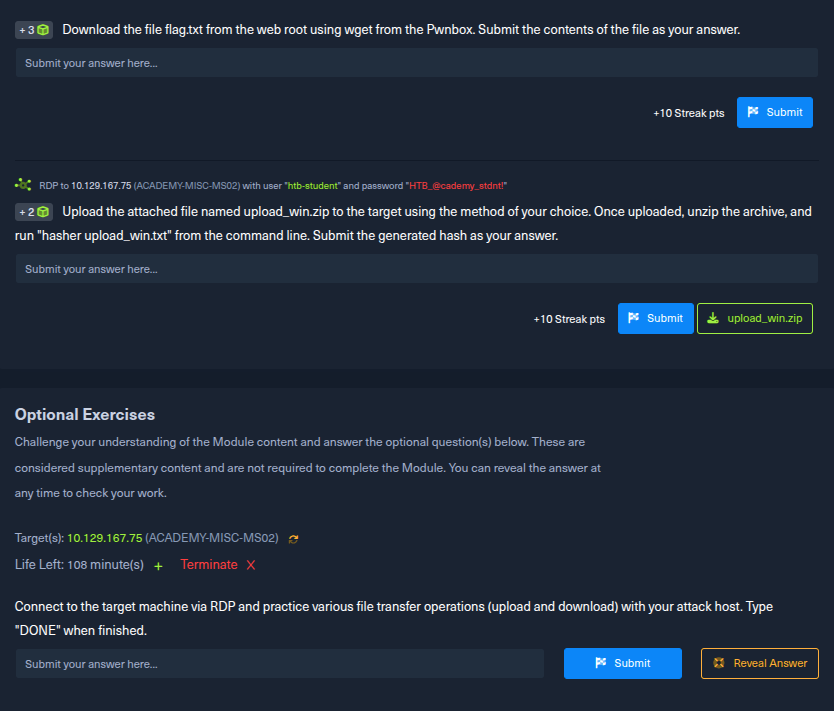 + 3 Download the file flag.txt from the web root using wget from the Pwnbox. Submit the contents of the file as your answer.
Submit your answer here...
+10 Streak pts Submit
RDP to 10.129.167.75 (ACADEMY-MISC-MS02) with user "htb-student" and password "HTB_@cademy_stdnt!"
+ 2 Upload the attached file named upload_win.zip to the target using the method of your choice. Once uploaded, unzip the archive, and
run "hasher upload_win.txt" from the command line. Submit the generated hash as your answer.
Submit your answer here...
+10 Streak pts Submit upload_win.zip
Optional Exercises
Challenge your understanding of the Module content and answer the optional question(s) below. These are
considered supplementary content and are not required to complete the Module. You can reveal the answer at
any time to check your work.
Target(s): 10.129.167.75 (ACADEMY-MISC-MS02)
Life Left: 108 minute(s) + Terminate X
Connect to the target machine via RDP and practice various file transfer operations (upload and download) with your attack host. Type
"DONE" when finished.
Submit your answer here... Submit Reveal Answer